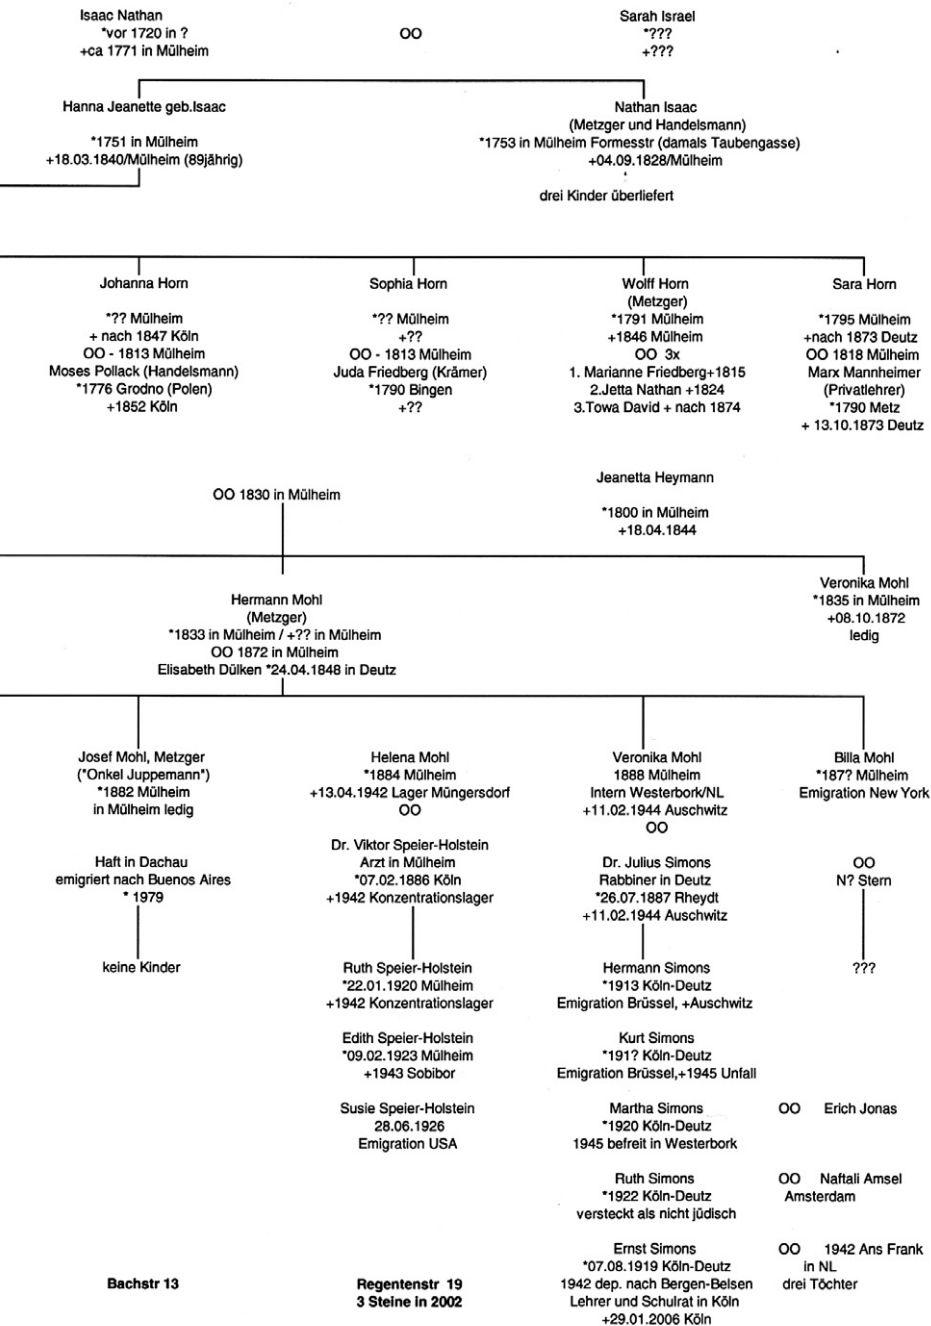 Isaac Nathan
*vor 1720 in ?
+ca 1771 in Mülheim
OO
Sarah Israel
*???
+???
Hanna Jeanette geb.Isaac
*1751 in Mülheim
+18.03.1840/Mülheim (89jährig)
Nathan Isaac
(Metzger und Handelsmann)
*1753 in Mülheim Formesstr (damals Taubengasse)
+04.09.1828/Mülheim
drei Kinder überliefert
Johanna Horn
*?? Mülheim
+ nach 1847 Köln
OO - 1813 Mülheim
Moses Pollack (Handelsmann)
*1776 Grodno (Polen)
+1852 Köln
Sophia Horn
*?? Mülheim
+??
OO - 1813 Mülheim
Juda Friedberg (Krämer)
*1790 Bingen
+??
Wolff Horn
(Metzger)
*1791 Mülheim
+1846 Mülheim
OO 3x
1. Marianne Friedberg+1815
2.Jetta Nathan +1824
3.Towa David + nach 1874
Sara Horn
*1795 Mülheim
+nach 1873 Deutz
OO 1818 Mülheim
Marx Mannheimer
(Privatlehrer)
*1790 Metz
+ 13.10.1873 Deutz
OO 1830 in Mülheim
Jeanetta Heymann
*1800 in Mülheim
+18.04.1844
Hermann Mohl
(Metzger)
*1833 in Mülheim / +?? in Mülheim
OO 1872 in Mülheim
Elisabeth Dülken *24.04.1848 in Deutz
Veronika Mohl
*1835 in Mülheim
+08.10.1872
ledig
Josef Mohl, Metzger
("Onkel Juppemann")
*1882 Mülheim
in Mülheim ledig
Haft in Dachau
emigriert nach Buenos Aires
* 1979
keine Kinder
Helena Mohl
*1884 Mülheim
+13.04.1942 Lager Müngersdorf
OO
Dr. Viktor Speier-Holstein
Arzt in Mülheim
*07.02.1886 Köln
+1942 Konzentrationslager
Ruth Speier-Holstein
*22.01.1920 Mülheim
+1942 Konzentrationslager
Edith Speier-Holstein
*09.02.1923 Mülheim
+1943 Sobibor
Susie Speier-Holstein
28.06.1926
Emigration USA
Veronika Mohl
1888 Mülheim
Intern Westerbork/NL
+11.02.1944 Auschwitz
OO
Dr. Julius Simons
Rabbiner in Deutz
*26.07.1887 Rheydt
+11.02.1944 Auschwitz
Hermann Simons
*1913 Köln-Deutz
Emigration Brüssel, +Auschwitz
Kurt Simons
*191? Köln-Deutz
Emigration Brüssel,+1945 Unfall
Martha Simons
*1920 Köln-Deutz
1945 befreit in Westerbork
OO Erich Jonas
Ruth Simons
*1922 Köln-Deutz
versteckt als nicht jüdisch
OO Naftali Amsel
Amsterdam
Ernst Simons
*07.08.1919 Köln-Deutz
1942 dep. nach Bergen-Belsen
Lehrer und Schulrat in Köln
+29.01.2006 Köln
OO 1942 Ans Frank
in NL
drei Töchter
Billa Mohl
*187? Mülheim
Emigration New York
OO
N? Stern
???
Bachstr 13
Regentenstr 19
3 Steine in 2002